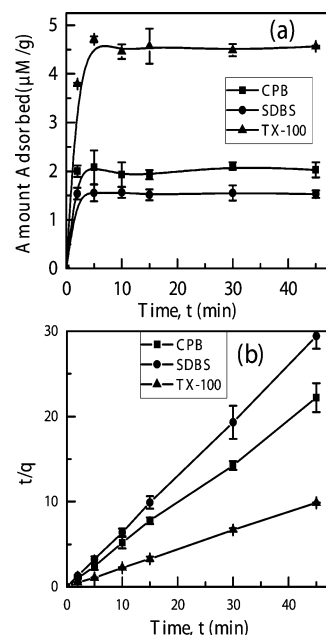 (a)
5
4
3
2
1
0
Amount Adsorbed (μM/g)
CPB
SDBS
TX-100
0 10 20 30 40
Time, t (min)
(b)
30
20
10
0
t/q
CPB
SDBS
TX-100
0 10 20 30 40
Time, t (min)